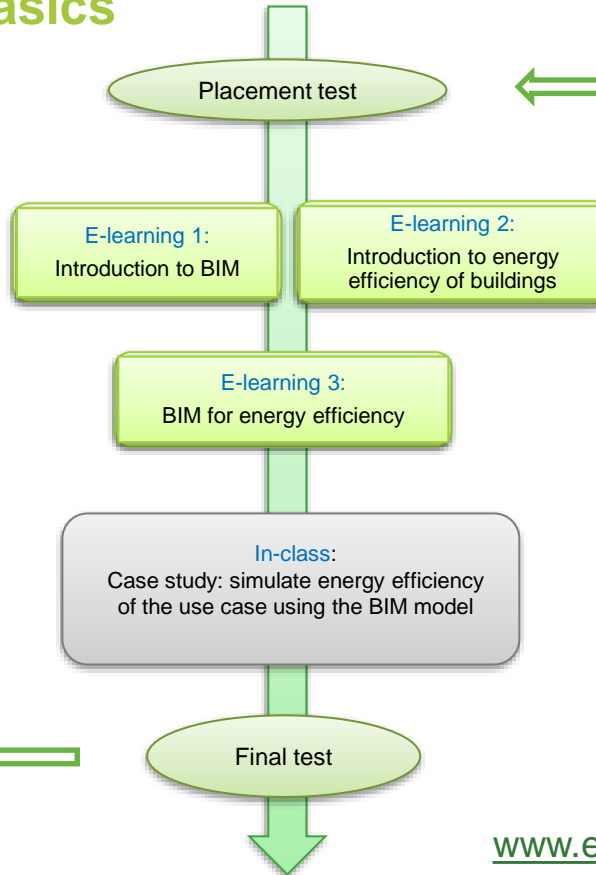 asics
Placement test
E-learning 1:
Introduction to BIM
E-learning 2:
Introduction to energy
efficiency of buildings
E-learning 3:
BIM for energy efficiency
In-class:
Case study: simulate energy efficiency
of the use case using the BIM model
Final test
www.e